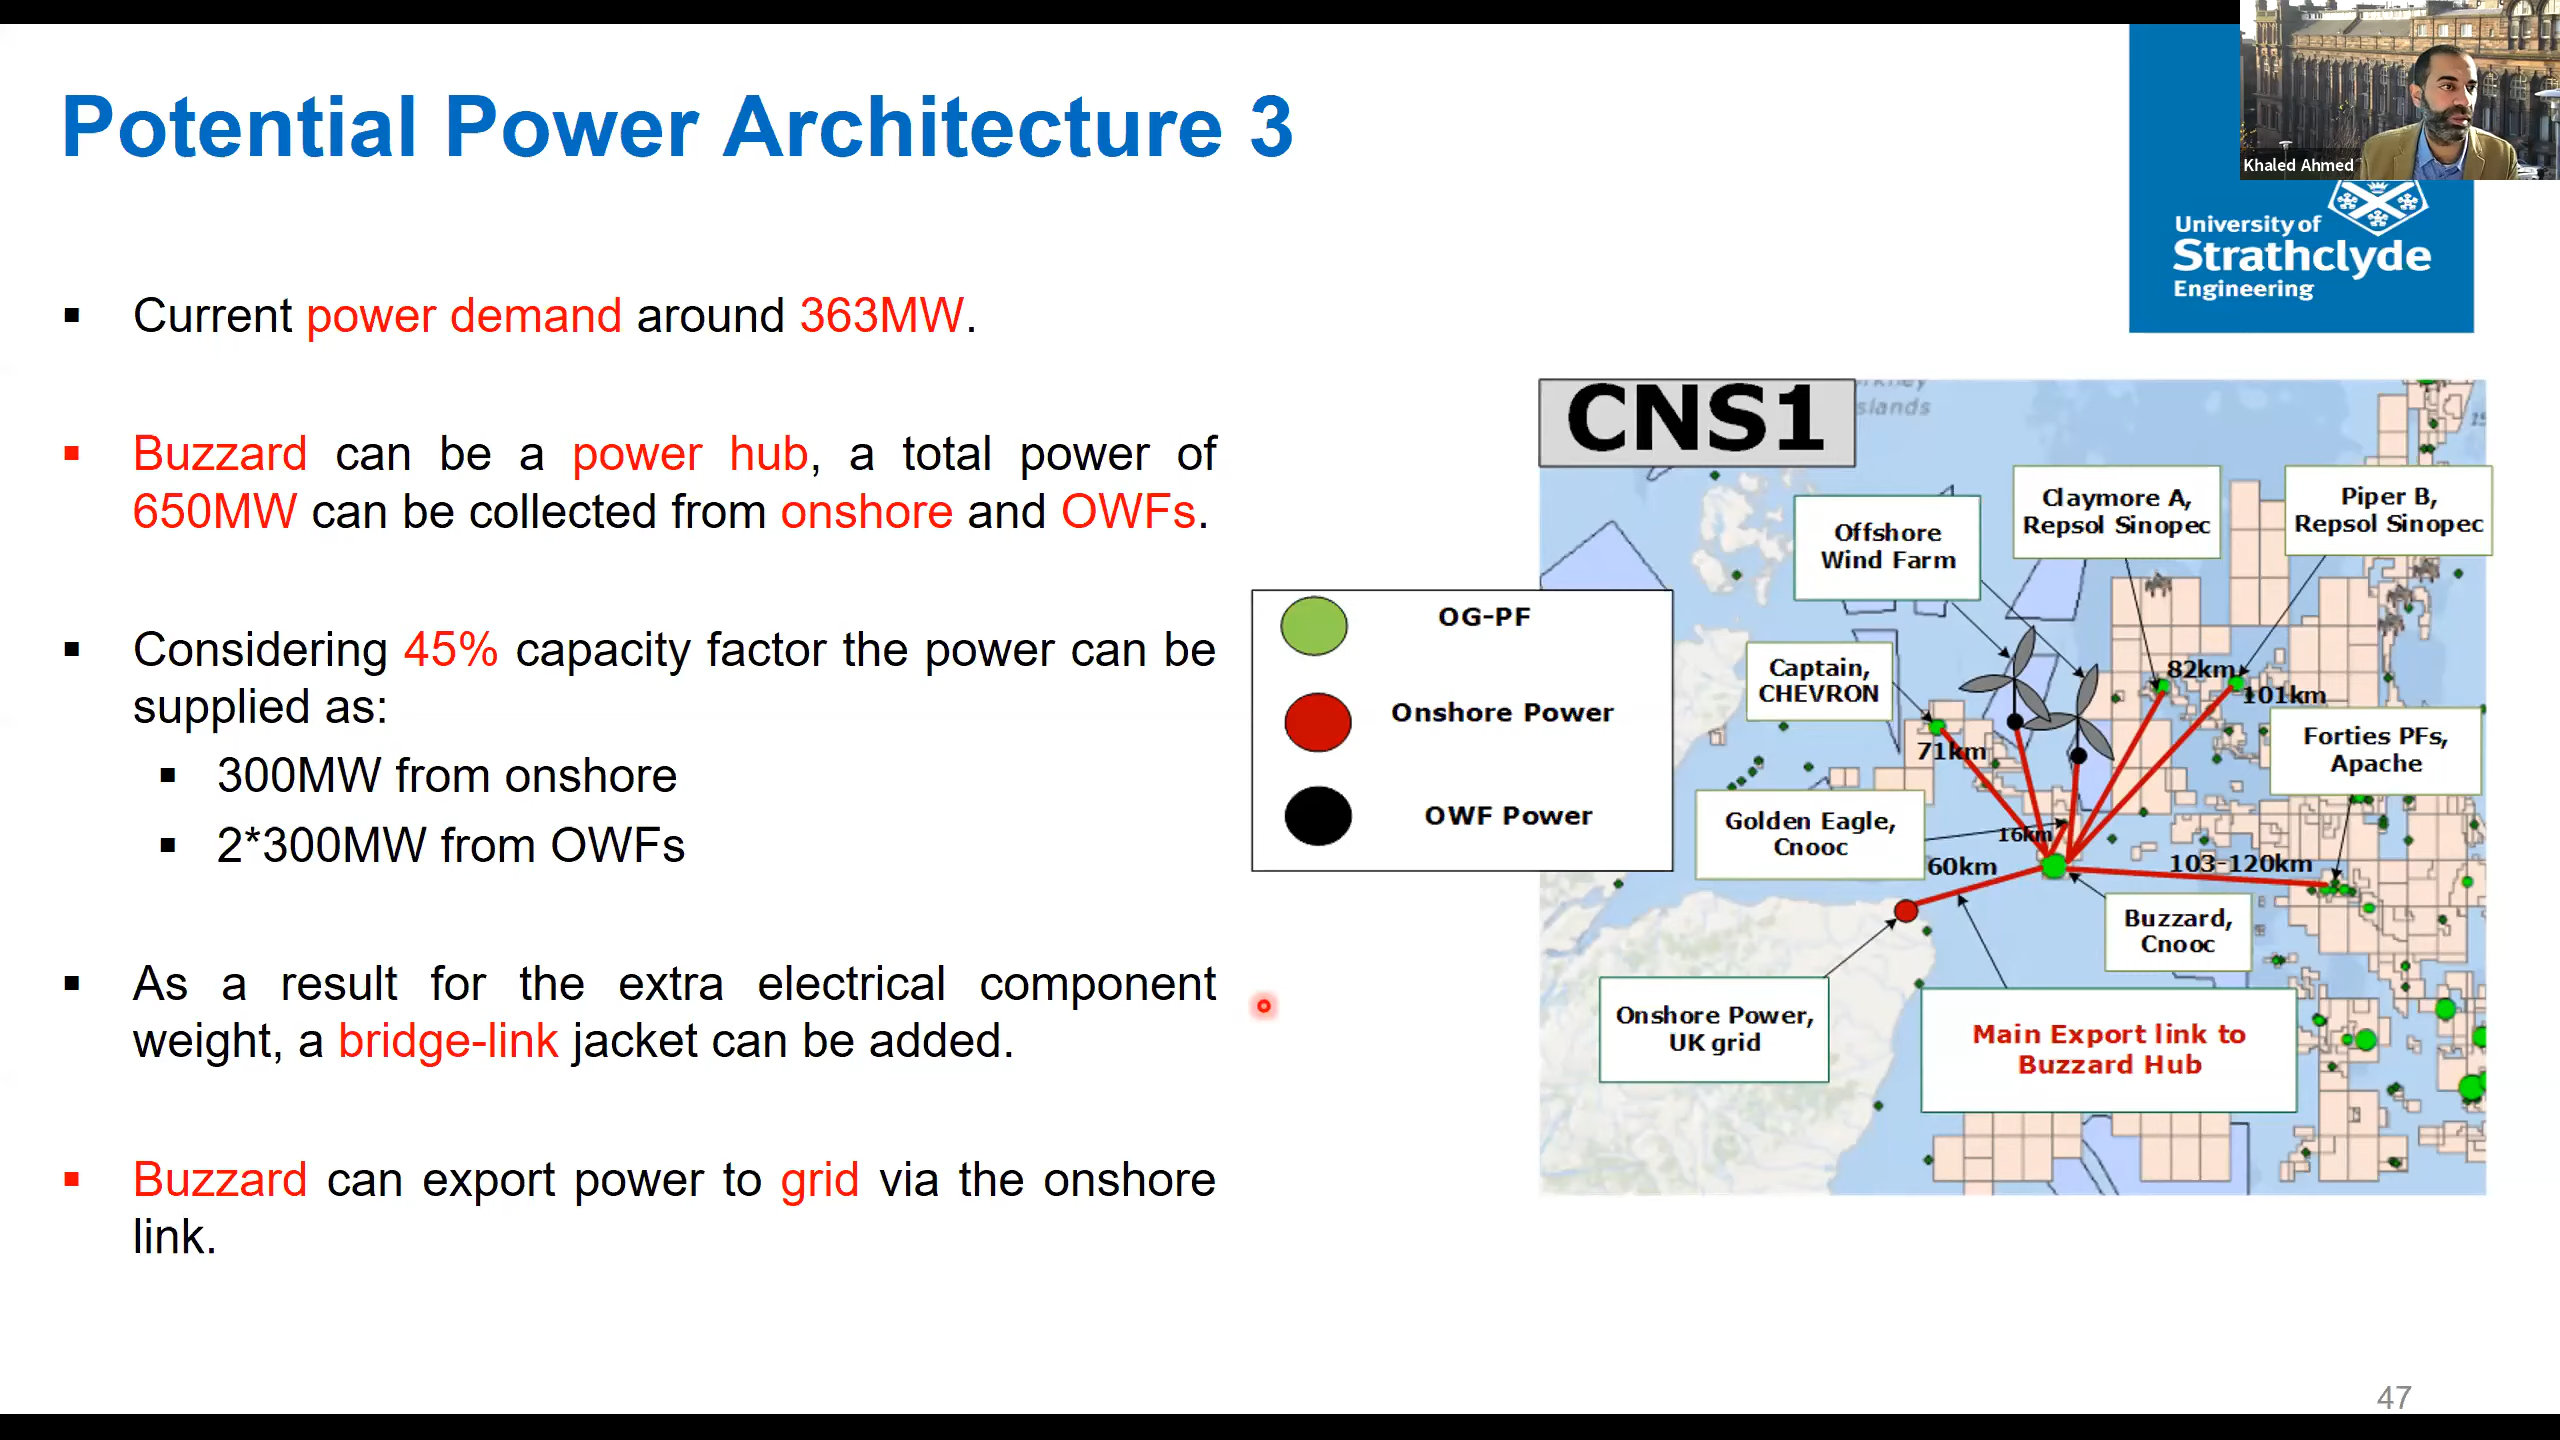 Potential Power Architecture 3
Khaled Ahmed
University of
Strathclyde
Engineering
▪ Current power demand around 363MW.
▪ Buzzard can be a power hub, a total power of
650MW can be collected from onshore and OWFs.
▪ Considering 45% capacity factor the power can be
supplied as:
▪ 300MW from onshore
▪ 2*300MW from OWFs
▪ As a result for the extra electrical component
weight, a bridge-link jacket can be added.
▪ Buzzard can export power to grid via the onshore
link.
OG-PF
Onshore Power
OWF Power
CNS1
slands
Offshore
Wind Farm
Claymore A,
Repsol Sinopec
Piper B,
Repsol Sinopec
Captain,
CHEVRON
82km
101km
71km
Forties PFs,
Apache
Golden Eagle,
Cnooc
16km
60km
103-120km
Buzzard,
Cnooc
Onshore Power,
UK grid
Main Export link to
Buzzard Hub
47